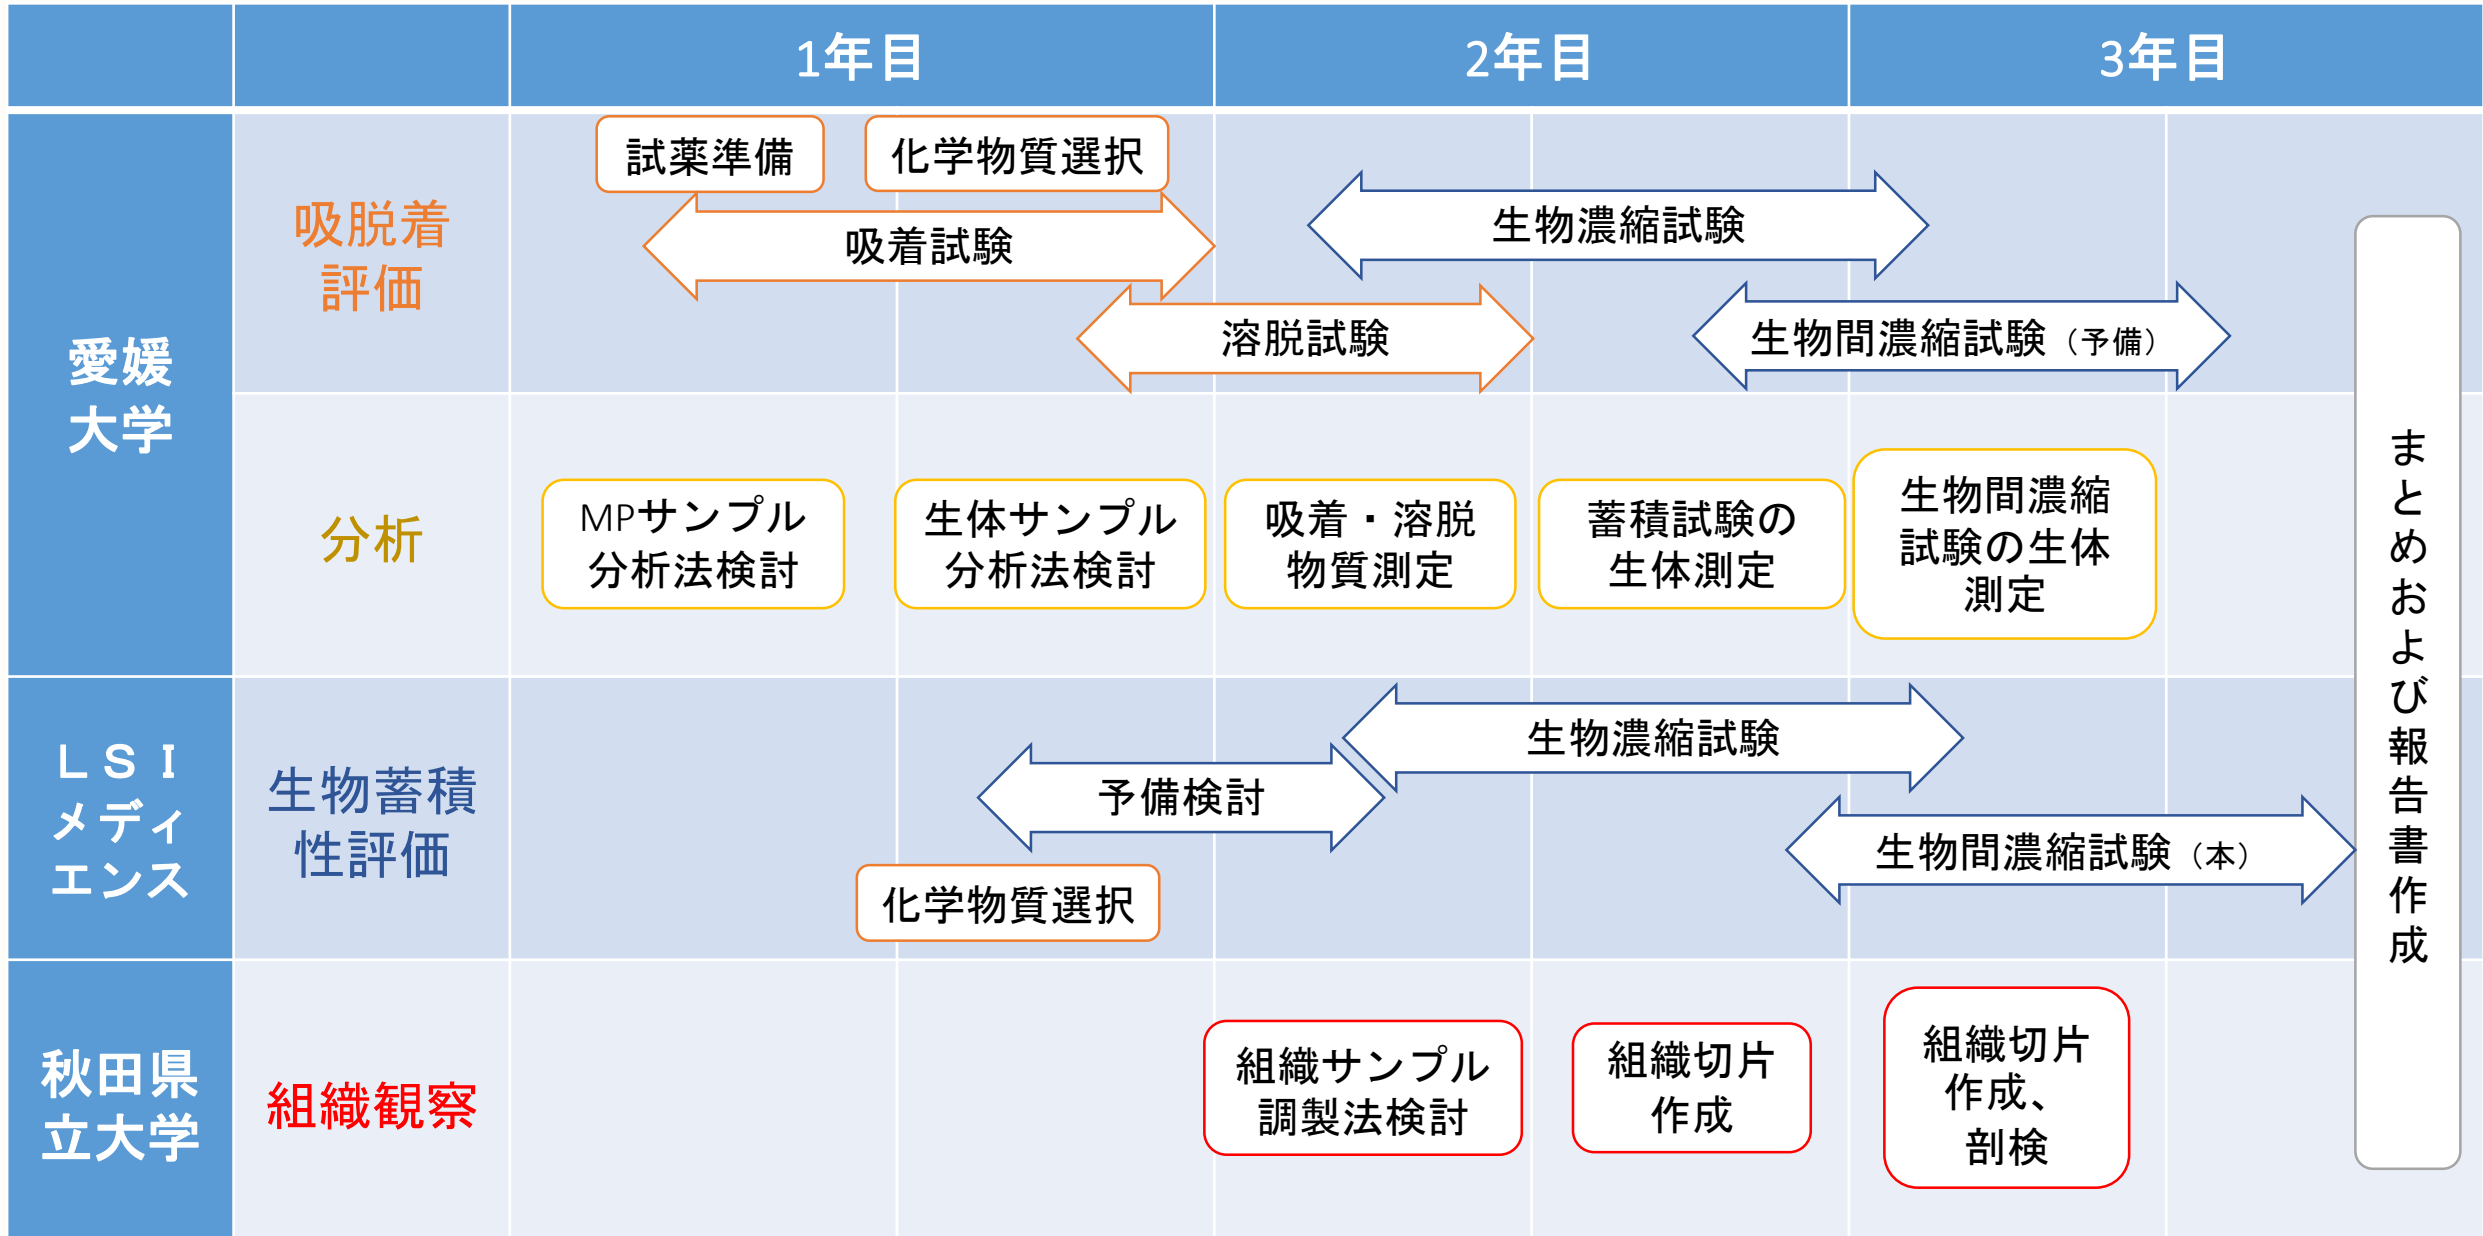 1年目
2年目
3年目
愛媛
大学
吸脱着
評価
試薬準備
化学物質選択
吸着試験
溶脱試験
生物濃縮試験
生物間濃縮試験（予備）
分析
MPサンプル
分析法検討
生体サンプル
分析法検討
吸着・溶脱
物質測定
蓄積試験の
生体測定
生物間濃縮
試験の生体
測定
ＬＳＩ
メディ
エンス
生物蓄積
性評価
予備検討
化学物質選択
生物濃縮試験
生物間濃縮試験（本）
秋田県
立大学
組織観察
組織サンプル
調製法検討
組織切片
作成
組織切片
作成、
剖検
まとめおよび報告書作成